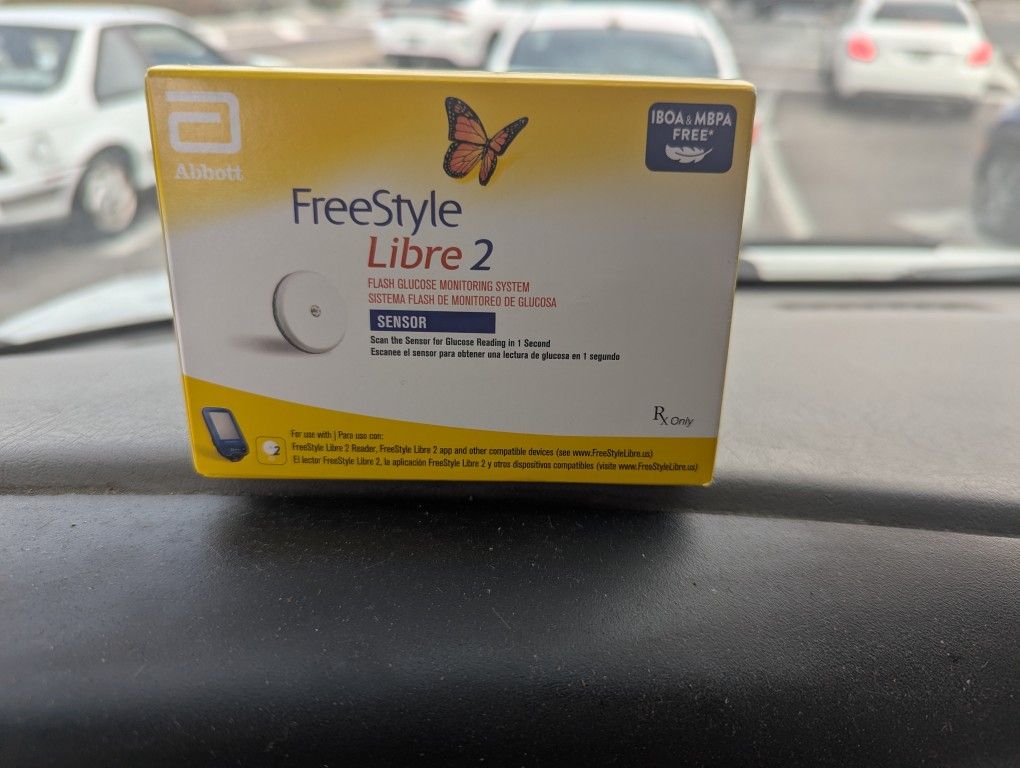 Abbott
IBOA & MBPA
FREE*
FreeStyle
Libre 2
FLASH GLUCOSE MONITORING SYSTEM
SISTEMA FLASH DE MONITOREO DE GLUCOSA
SENSOR
Scan the Sensor for Glucose Reading in 1 Second
Escanee el sensor para obtener una lectura de glucosa en 1 segundo
Rx Only
2
For use with | Para uso con:
FreeStyle Libre 2 Reader, FreeStyle Libre 2 app and other compatible devices (see www.FreeStyleLibre.us)
El lector FreeStyle Libre 2, la aplicación FreeStyle Libre 2 y otros dispositivos compatibles (visite www.FreeStyleLibre.us)